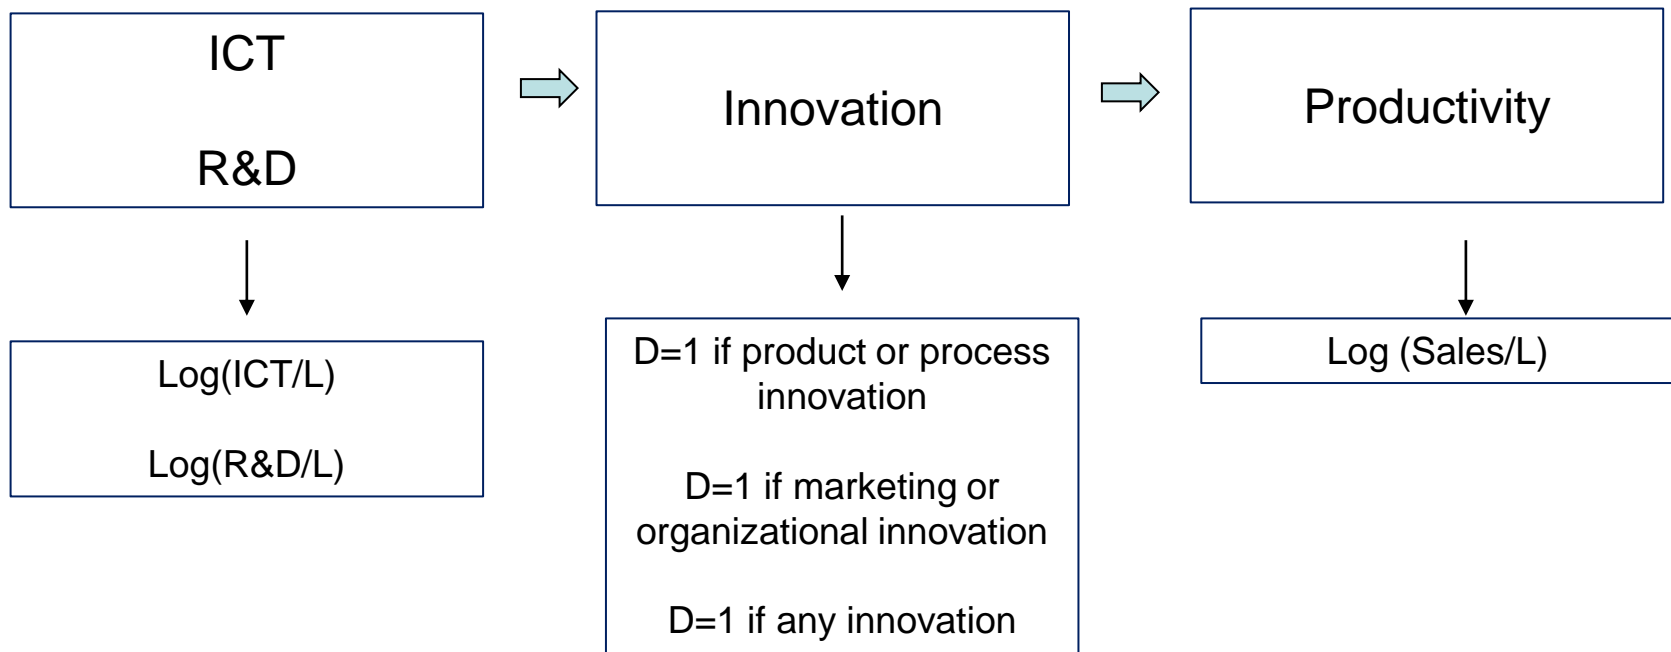 ICT
R&D
Innovation
Productivity
Log(ICT/L)
Log(R&D/L)
D=1 if product or process
innovation
D=1 if marketing or
organizational innovation
D=1 if any innovation
Log (Sales/L)